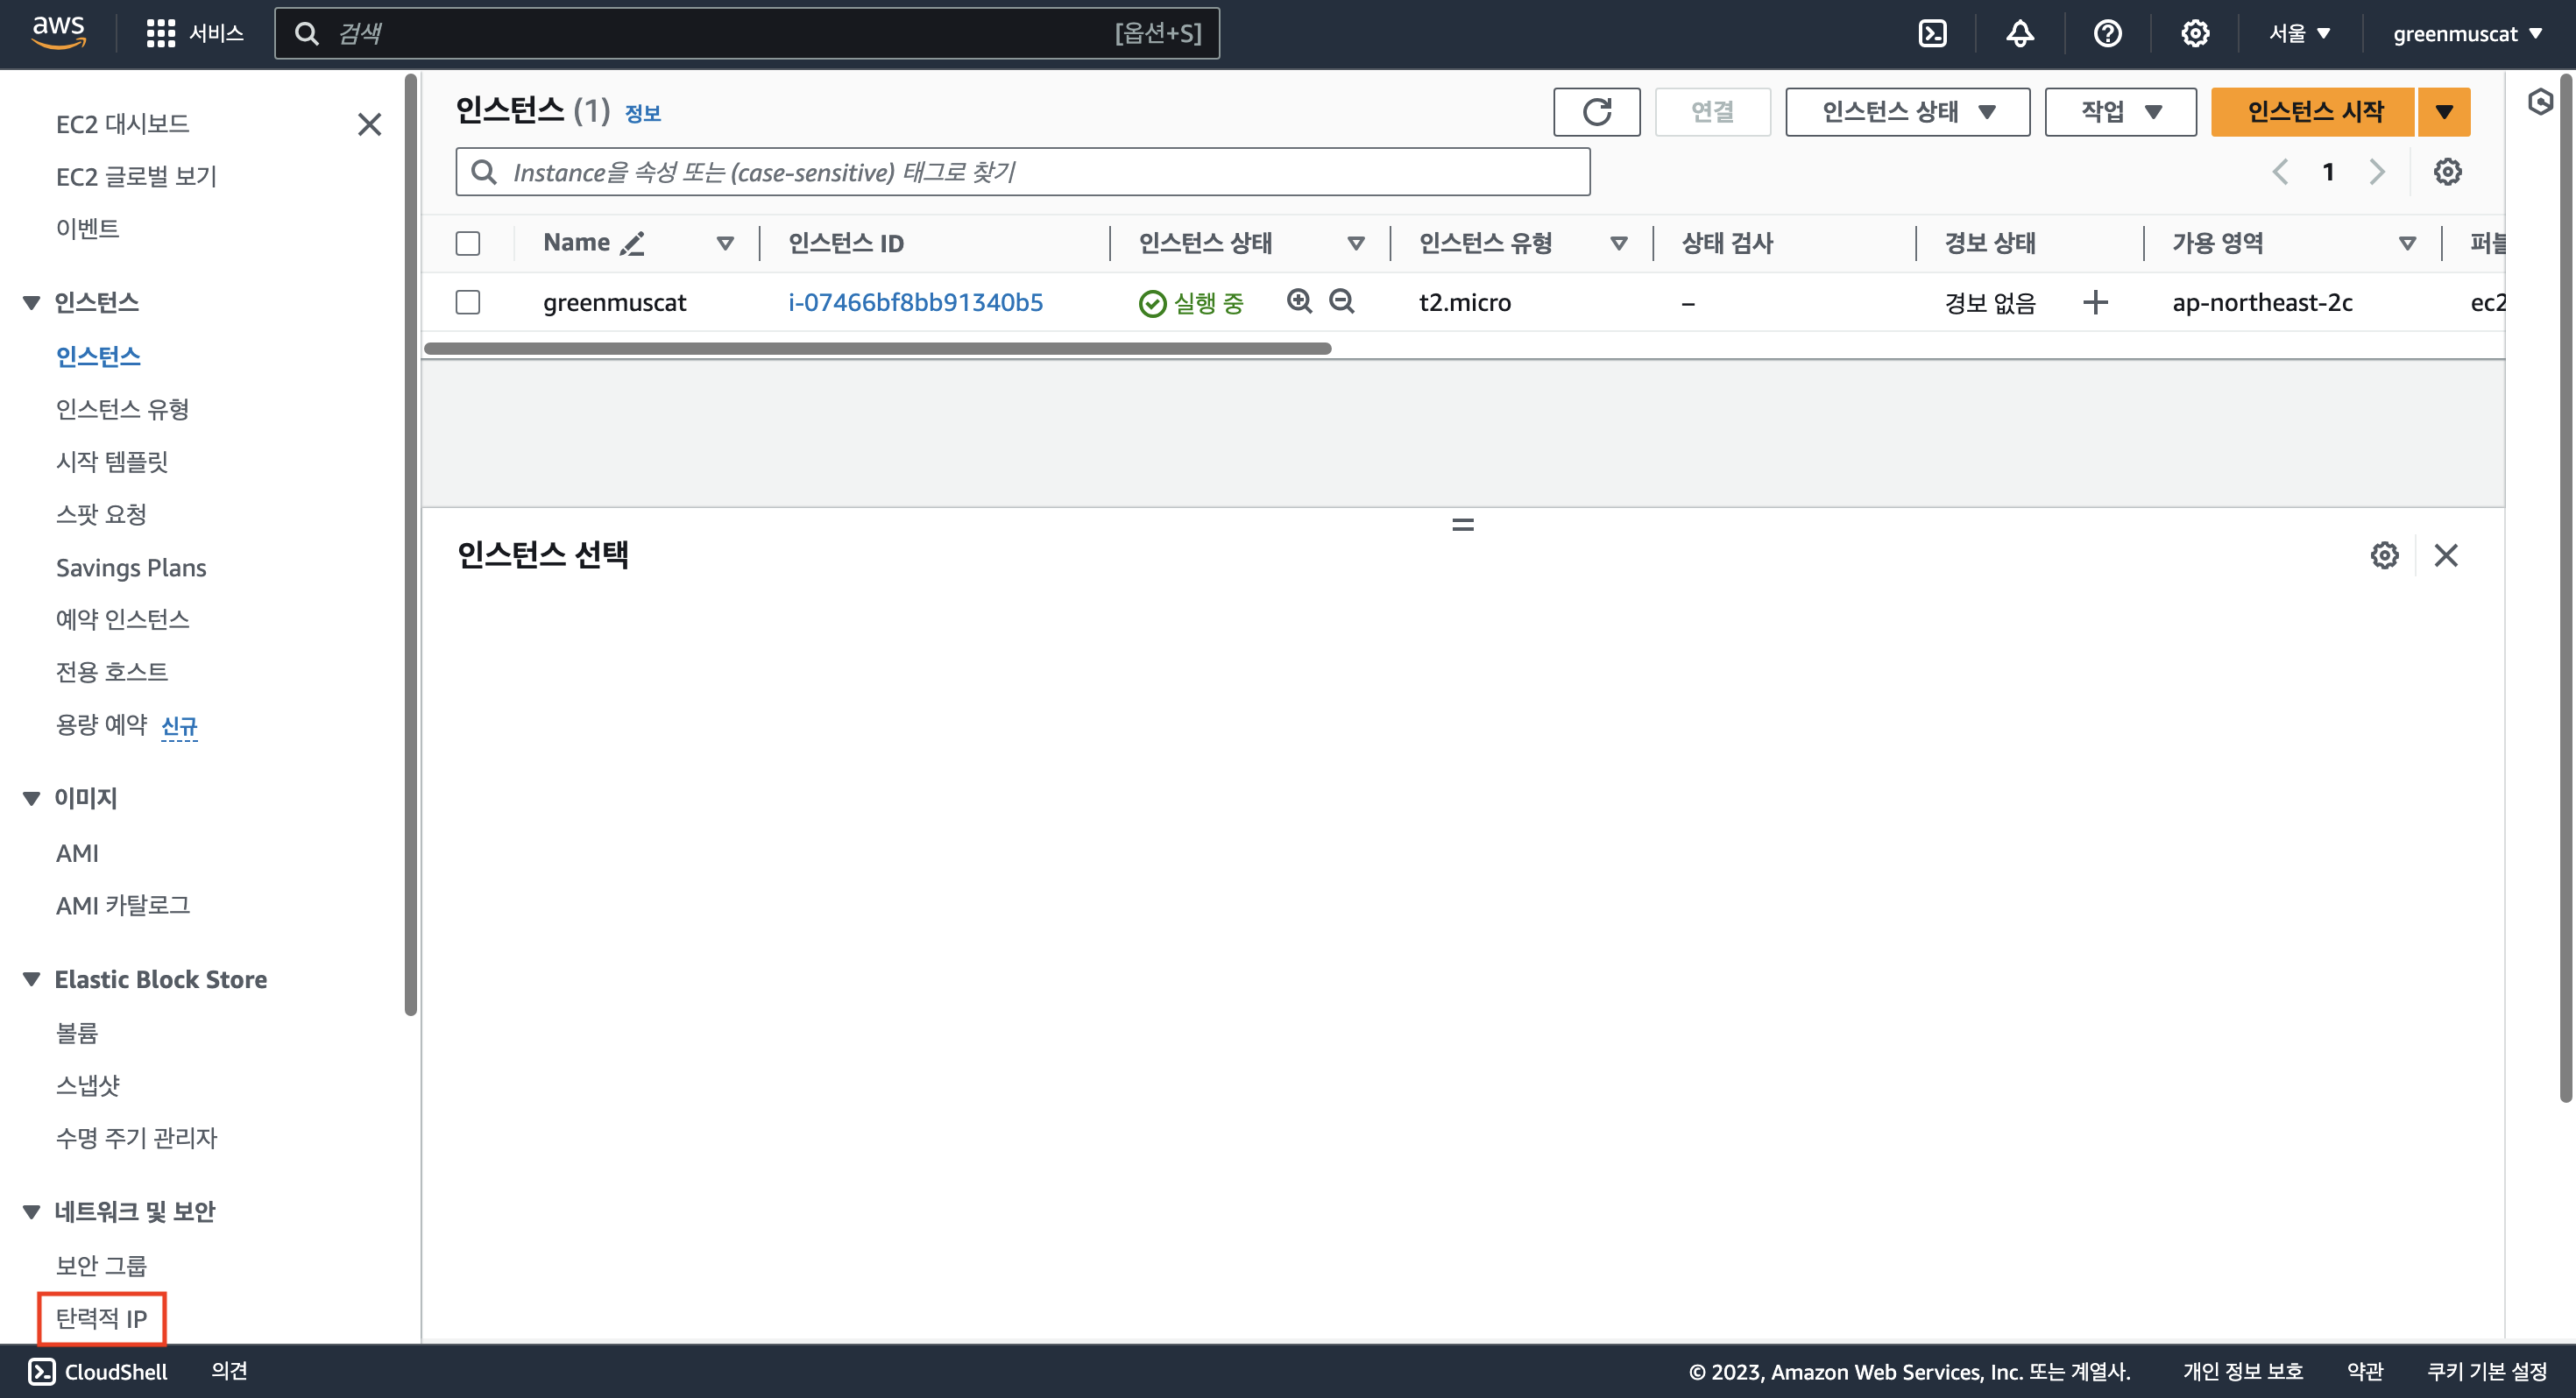 aws 서비스 검색 [옵션+S] 서울 greenmuscat
EC2 대시보드
EC2 글로벌 보기
이벤트
인스턴스
인스턴스
인스턴스 유형
시작 템플릿
스팟 요청
Savings Plans
예약 인스턴스
전용 호스트
용량 예약 신규
이미지
AMI
AMI 카탈로그
Elastic Block Store
볼륨
스냅샷
수명 주기 관리자
네트워크 및 보안
보안 그룹
탄력적 IP
인스턴스 (1) 정보 연결 인스턴스 상태 작업 인스턴스 시작
Instance을 속성 또는 (case-sensitive) 태그로 찾기 1
Name 인스턴스 ID 인스턴스 상태 인스턴스 유형 상태 검사 경보 상태 가용 영역 퍼블
greenmuscat i-07466bf8bb91340b5 실행 중 t2.micro – 경보 없음 + ap-northeast-2c ec2
인스턴스 선택
CloudShell 의견 © 2023, Amazon Web Services, Inc. 또는 계열사. 개인 정보 보호 약관 쿠키 기본 설정